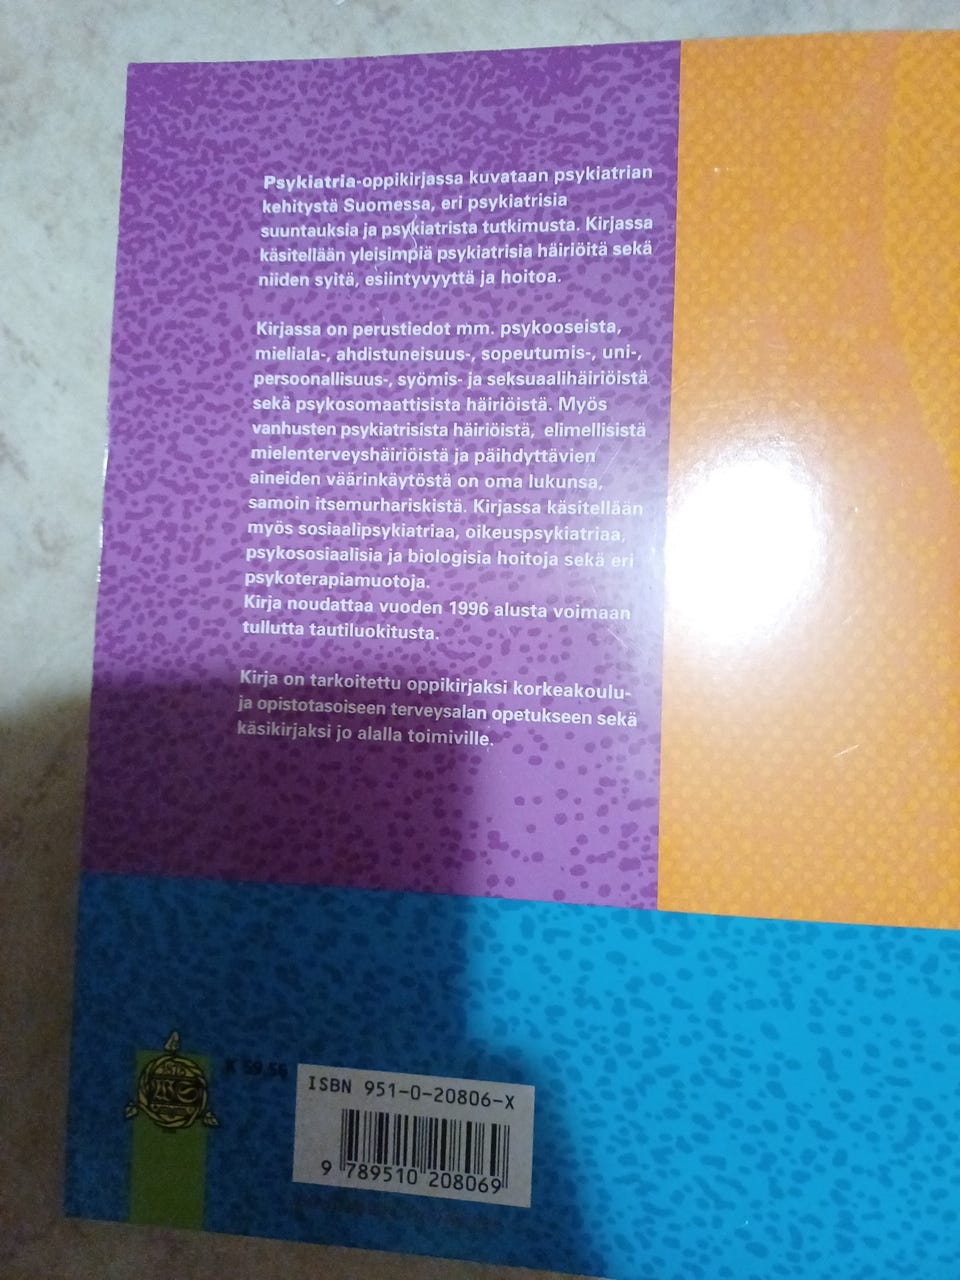 Psykiatria-oppikirjassa kuvataan psykiatrian
kehitystä Suomessa, eri psykiatrisia
suuntauksia ja psykiatrista tutkimusta. Kirjassa
käsitellään yleisimpiä psykiatrisia häiriöitä sekä
niiden syitä, esiintyvyyttä ja hoitoa.
Kirjassa on perustiedot mm. psykooseista,
mieliala-, ahdistuneisuus-, sopeutumis-, uni-,
persoonallisuus-, syömis- ja seksuaalihäiriöistä
sekä psykosomaattisista häiriöistä. Myös
vanhusten psykiatrisista häiriöistä, elimellisistä
mielenterveyshäiriöistä ja päihdyttävien
aineiden väärinkäytöstä on oma lukunsa,
samoin itsemurhariskistä. Kirjassa käsitellään
myös sosiaalipsykiatriaa, oikeuspsykiatriaa,
psykososiaalisia ja biologisia hoitoja sekä eri
psykoterapiamuotoja.
Kirja noudattaa vuoden 1996 alusta voimaan
tullutta tautiluokitusta.
Kirja on tarkoitettu oppikirjaksi korkeakoulu-
ja opistotasoiseen terveysalan opetukseen sekä
käsikirjaksi jo alalla toimiville.
WS
K 59.56
ISBN 951-0-20806-X
9 789510 208069